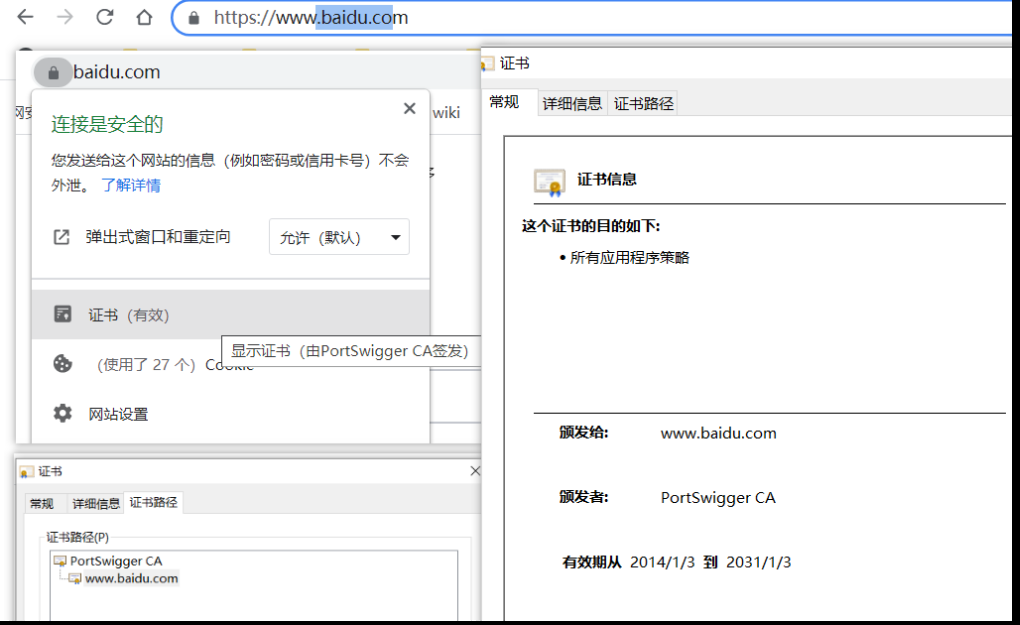 https://www.baidu.com
baidu.com
wiki
连接是安全的
您发送给这个网站的信息（例如密码或信用卡号）不会
外泄。 了解详情
弹出式窗口和重定向
允许（默认）
证书（有效）
显示证书（由PortSwigger CA签发）
（使用了 27 个）Cookie
网站设置
证书
常规 详细信息 证书路径
证书路径(P)
PortSwigger CA
www.baidu.com
证书
常规 详细信息 证书路径
证书信息
这个证书的目的如下:
• 所有应用程序策略
颁发给: www.baidu.com
颁发者: PortSwigger CA
有效期从 2014/1/3 到 2031/1/3